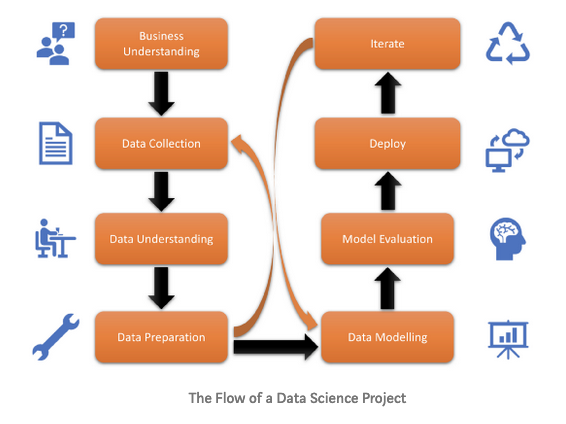 Business
Understanding
Data Collection
Data Understanding
Data Preparation
Iterate
Deploy
Model Evaluation
Data Modelling
?
The Flow of a Data Science Project